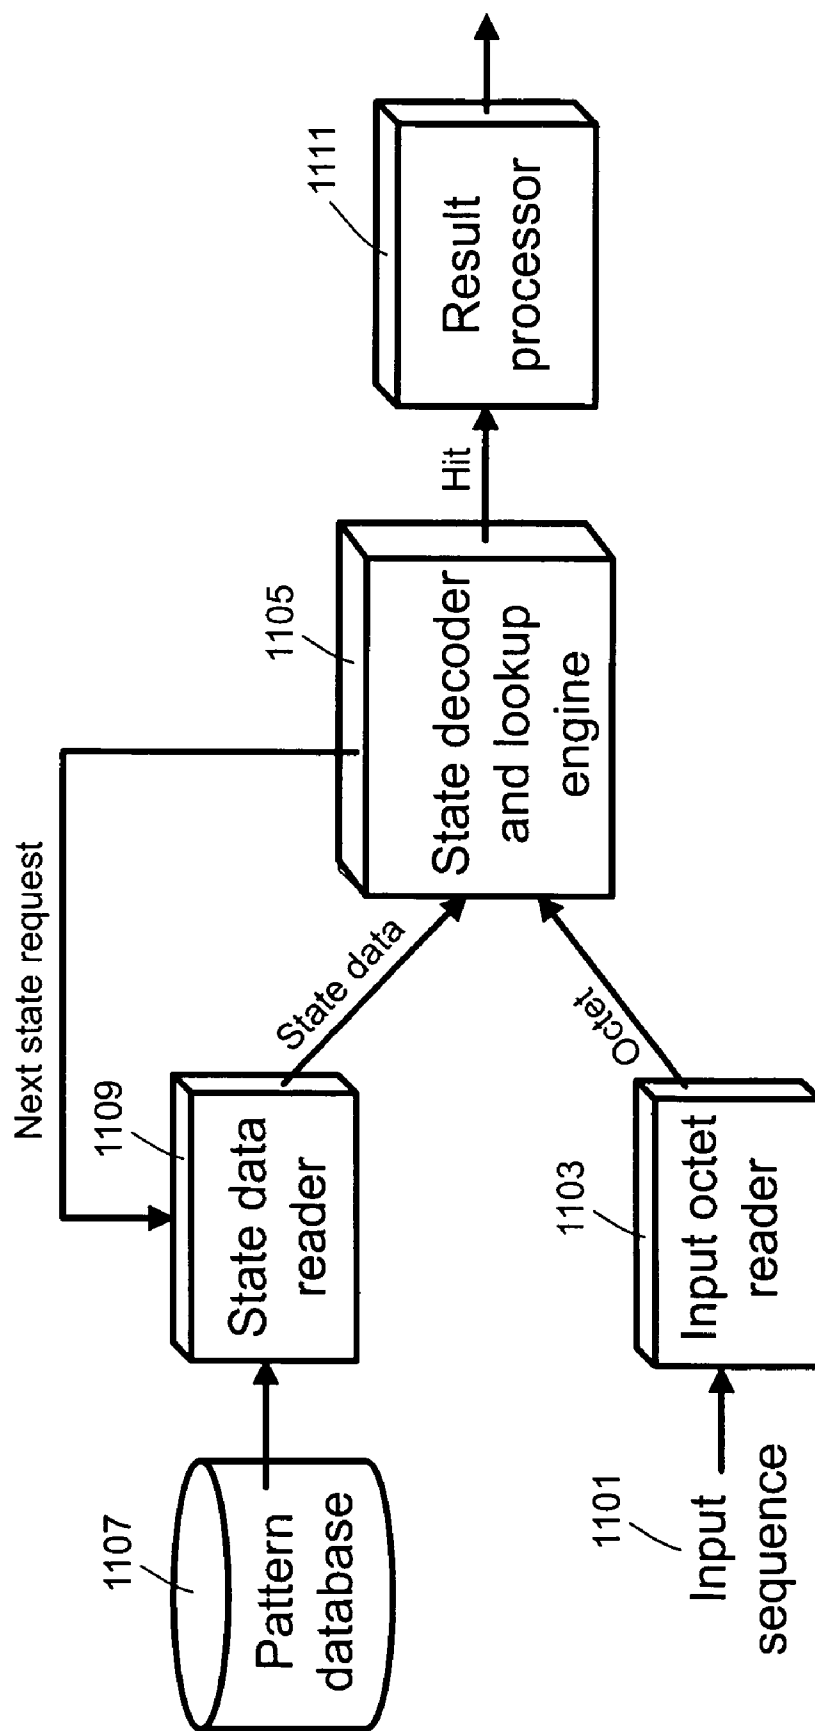 Next state request
1107
Pattern
database
1109
State data
reader
State data
1105
State decoder
and lookup
engine
Hit
1111
Result
processor
1101
Input
sequence
1103
Input octet
reader
Octet